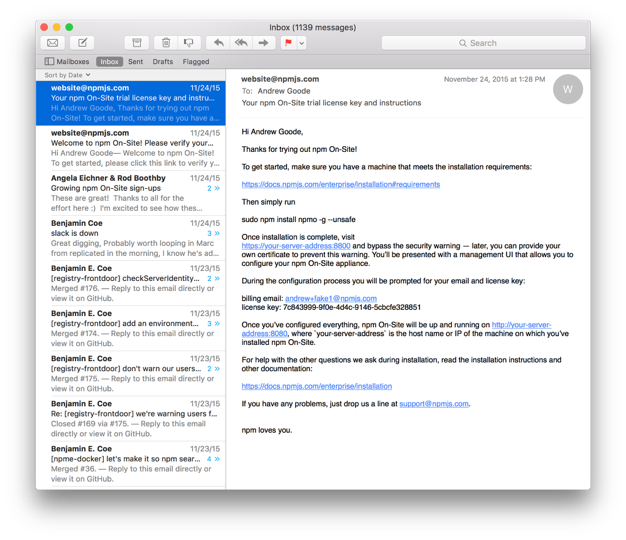 Inbox (1139 messages)
Search
Mailboxes Inbox Sent Drafts Flagged
Sort by Date
website@npmjs.com 11/24/15
Your npm On-Site trial license key and instru...
Hi Andrew Goode, Thanks for trying out npm
On-Site! To get started, make sure you have a...
website@npmjs.com 11/24/15
Welcome to npm On-Site! Please verify your...
Hi Andrew Goode— Welcome to npm On-Site!
To get started, please click this link to verify y...
Angela Eichner & Rod Boothby 11/24/15
Growing npm On-Site sign-ups 2 »
These are great! Thanks to all for the
effort here :) I'm excited to see how thes...
Benjamin Coe 11/24/15
slack is down 3 »
Great digging, Probably worth looping in Marc
from replicated in the morning, I know he's ad...
Benjamin E. Coe 11/23/15
[registry-frontdoor] checkServerIdentity... 2 »
Merged #176. — Reply to this email directly or
view it on GitHub.
Benjamin E. Coe 11/23/15
[registry-frontdoor] add an environment... 3 »
Merged #174. — Reply to this email directly or
view it on GitHub.
Benjamin E. Coe 11/23/15
[registry-frontdoor] don't warn our users... 2 »
Merged #175. — Reply to this email directly or
view it on GitHub.
Benjamin E. Coe 11/23/15
Re: [registry-frontdoor] we're warning users f...
Closed #169 via #175. — Reply to this email
directly or view it on GitHub.
Benjamin E. Coe 11/23/15
[npme-docker] let's make it so npm sear... 4 »
Merged #36. — Reply to this email directly or
view it on GitHub.
website@npmjs.com November 24, 2015 at 1:28 PM
To: Andrew Goode
Your npm On-Site trial license key and instructions
W
Hi Andrew Goode,
Thanks for trying out npm On-Site!
To get started, make sure you have a machine that meets the installation requirements:
https://docs.npmjs.com/enterprise/installation#requirements
Then simply run
sudo npm install npmo -g --unsafe
Once installation is complete, visit
https://your-server-address:8800 and bypass the security warning — later, you can provide your
own certificate to prevent this warning. You'll be presented with a management UI that allows you to
configure your npm On-Site appliance.
During the configuration process you will be prompted for your email and license key:
billing email: andrew+fake1@npmjs.com
license key: 7c843999-9f0e-4d4c-9146-5cbcfe328851
Once you've configured everything, npm On-Site will be up and running on http://your-server-
address:8080, where `your-server-address` is the host name or IP of the machine on which you've
installed npm On-Site.
For help with the other questions we ask during installation, read the installation instructions and
other documentation:
https://docs.npmjs.com/enterprise/installation
If you have any problems, just drop us a line at support@npmjs.com.
npm loves you.